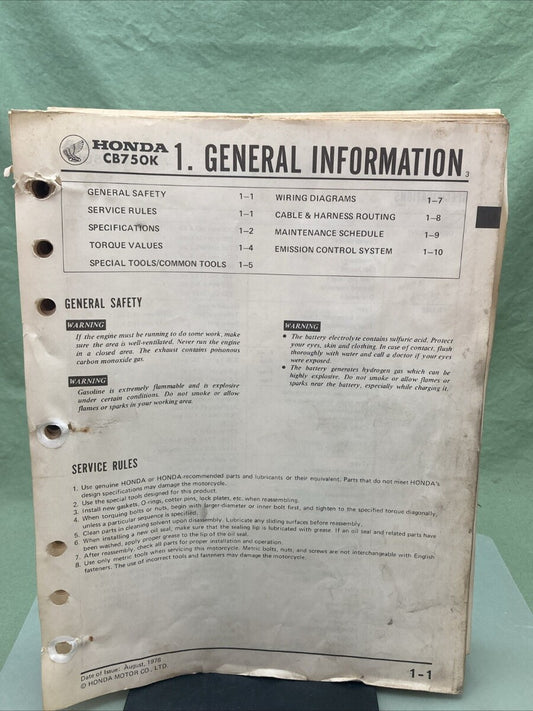 HONDA
CB750K
1. GENERAL INFORMATION
3
GENERAL SAFETY 1–1
SERVICE RULES 1–1
SPECIFICATIONS 1–2
TORQUE VALUES 1–4
SPECIAL TOOLS/COMMON TOOLS 1–5
WIRING DIAGRAMS 1–7
CABLE & HARNESS ROUTING 1–8
MAINTENANCE SCHEDULE 1–9
EMISSION CONTROL SYSTEM 1–10
GENERAL SAFETY
WARNING
If the engine must be running to do some work, make
sure the area is well-ventilated. Never run the engine
in a closed area. The exhaust contains poisonous
carbon monoxide gas.
WARNING
Gasoline is extremely flammable and is explosive
under certain conditions. Do not smoke or allow
flames or sparks in your working area.
WARNING
• The battery electrolyte contains sulfuric acid. Protect
your eyes, skin and clothing. In case of contact, flush
thoroughly with water and call a doctor if your eyes
were exposed.
• The battery generates hydrogen gas which can be
highly explosive. Do not smoke or allow flames or
sparks near the battery, especially while charging it.
SERVICE RULES
1. Use genuine HONDA or HONDA-recommended parts and lubricants or their equivalent. Parts that do not meet HONDA's
design specifications may damage the motorcycle.
2. Use the special tools designed for this product.
3. Install new gaskets, O-rings, cotter pins, lock plates, etc. when reassembling.
4. When torquing bolts or nuts, begin with larger-diameter or inner bolt first, and tighten to the specified torque diagonally,
unless a particular sequence is specified.
5. Clean parts in cleaning solvent upon disassembly. Lubricate any sliding surfaces before reassembly.
6. When installing a new oil seal, make sure that the sealing lip is lubricated with grease. If an oil seal and related parts have
been washed, apply proper grease to the lip of the oil seal.
7. After reassembly, check all parts for proper installation and operation.
8. Use only metric tools when servicing this motorcycle. Metric bolts, nuts, and screws are not interchangeable with English
fasteners. The use of incorrect tools and fasteners may damage the motorcycle.
Date of Issue: August, 1978
© HONDA MOTOR CO., LTD.
1–1